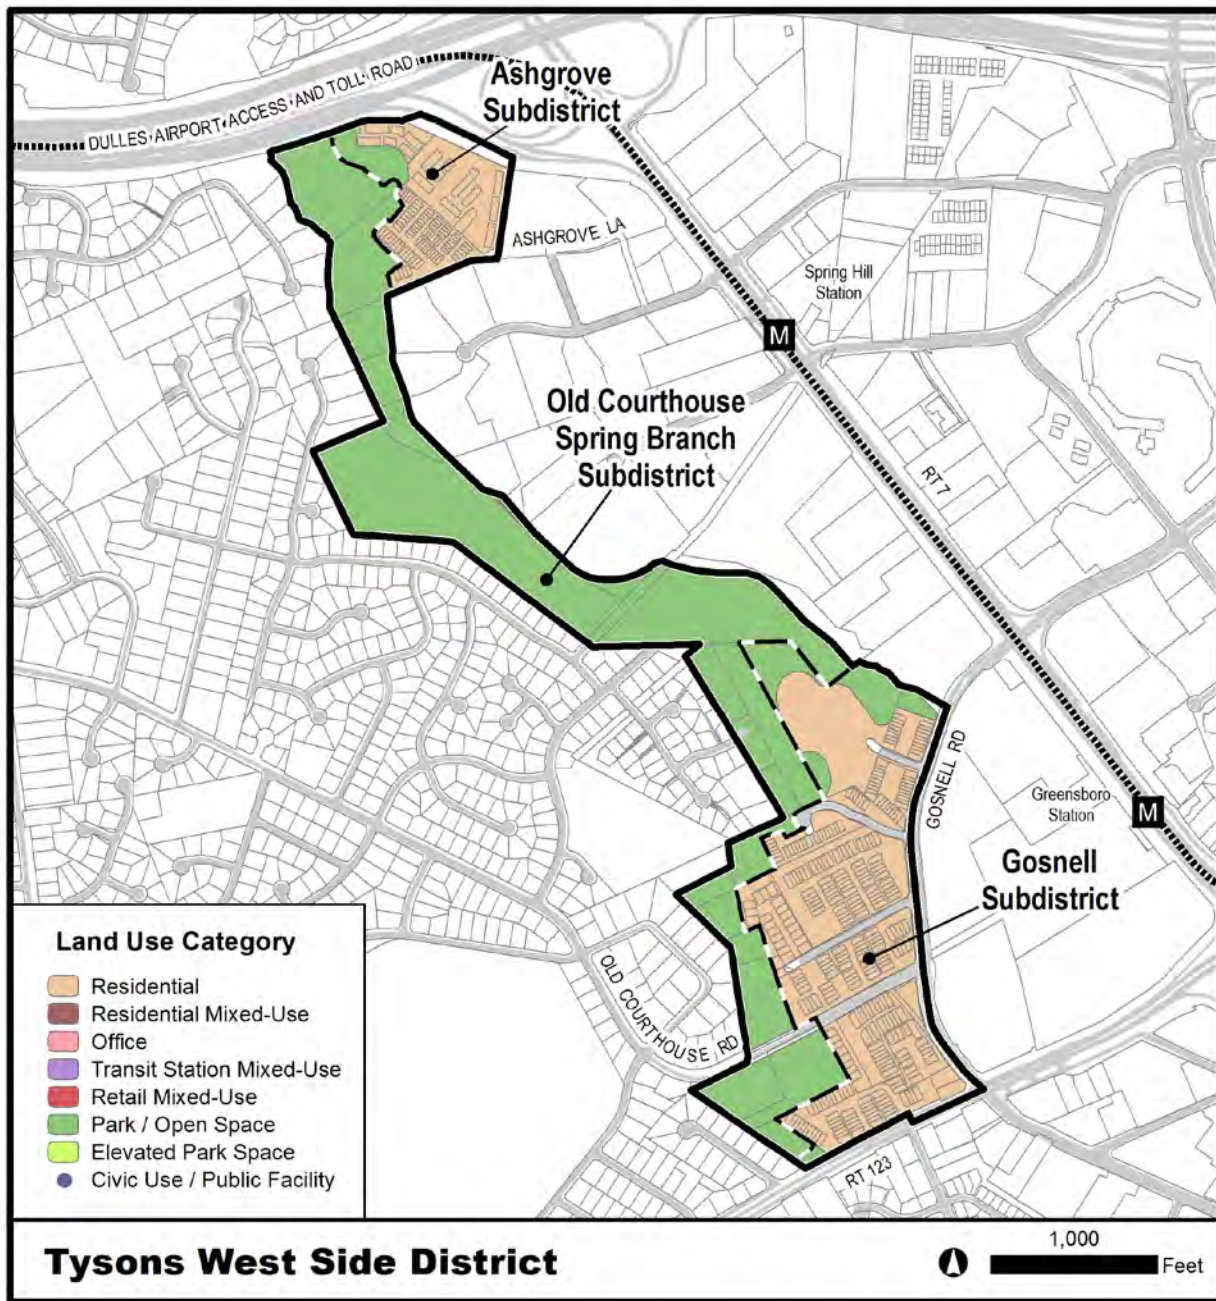 Ashgrove
Subdistrict
DULLES AIRPORT ACCESS AND TOLL ROAD
ASHGROVE LA
Spring Hill
Station
M
Old Courthouse
Spring Branch
Subdistrict
RT 7
GOSNELL RD
Greensboro
Station
M
Gosnell
Subdistrict
OLD COURTHOUSE RD
RT 123
Land Use Category
Residential
Residential Mixed-Use
Office
Transit Station Mixed-Use
Retail Mixed-Use
Park / Open Space
Elevated Park Space
Civic Use / Public Facility
Tysons West Side District
1,000
Feet